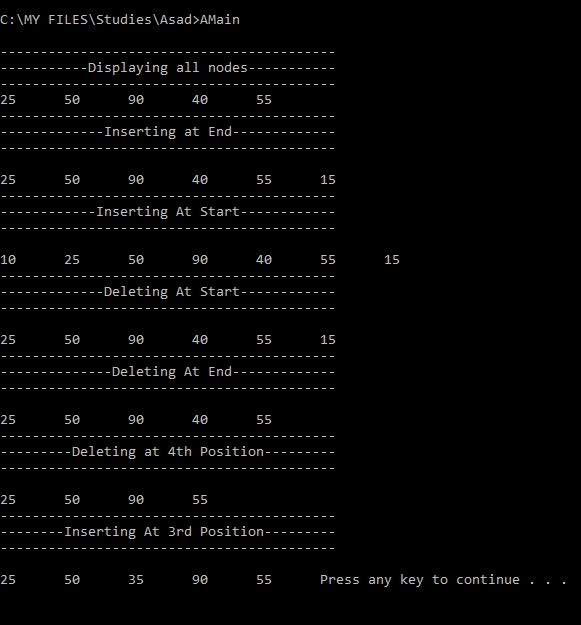 C:\MY FILES\Studies\Asad>AMain
------------------------------------------
-----------Displaying all nodes-----------
------------------------------------------
25      50      90      40      55
------------------------------------------
-------------Inserting at End-------------
------------------------------------------
25      50      90      40      55      15
------------------------------------------
------------Inserting At Start------------
------------------------------------------
10      25      50      90      40      55      15
------------------------------------------
-------------Deleting At Start------------
------------------------------------------
25      50      90      40      55      15
------------------------------------------
--------------Deleting At End-------------
------------------------------------------
25      50      90      40      55
------------------------------------------
---------Deleting at 4th Position---------
------------------------------------------
25      50      90      55
------------------------------------------
--------Inserting At 3rd Position---------
------------------------------------------
25      50      35      90      55      Press any key to continue . . .